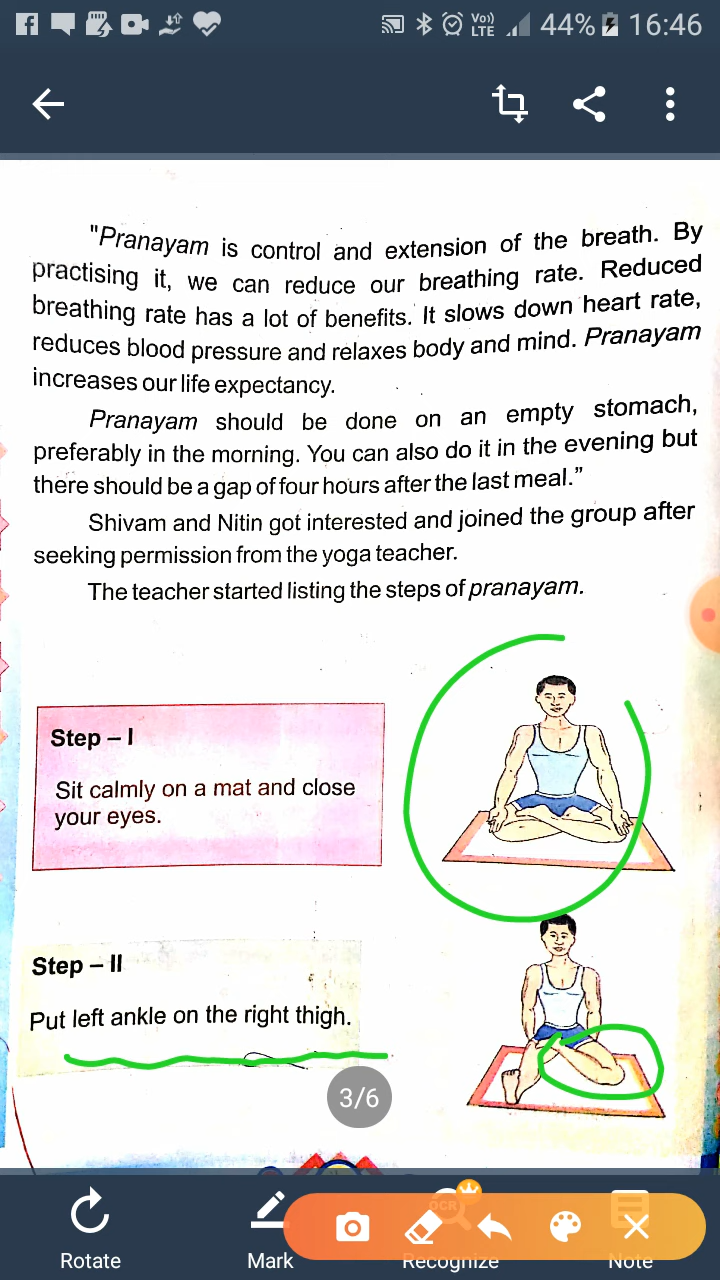 44% 16:46
Vo))
LTE
"Pranayam is control and extension of the breath. By
practising it, we can reduce our breathing rate. Reduced
breathing rate has a lot of benefits. It slows down heart rate,
reduces blood pressure and relaxes body and mind. Pranayam
increases our life expectancy.
Pranayam should be done on an empty stomach,
preferably in the morning. You can also do it in the evening but
there should be a gap of four hours after the last meal."
Shivam and Nitin got interested and joined the group after
seeking permission from the yoga teacher.
The teacher started listing the steps of pranayam.
Step – I
Sit calmly on a mat and close
your eyes.
Step – II
Put left ankle on the right thigh.
3/6
OCR
Rotate Mark Recognize Note